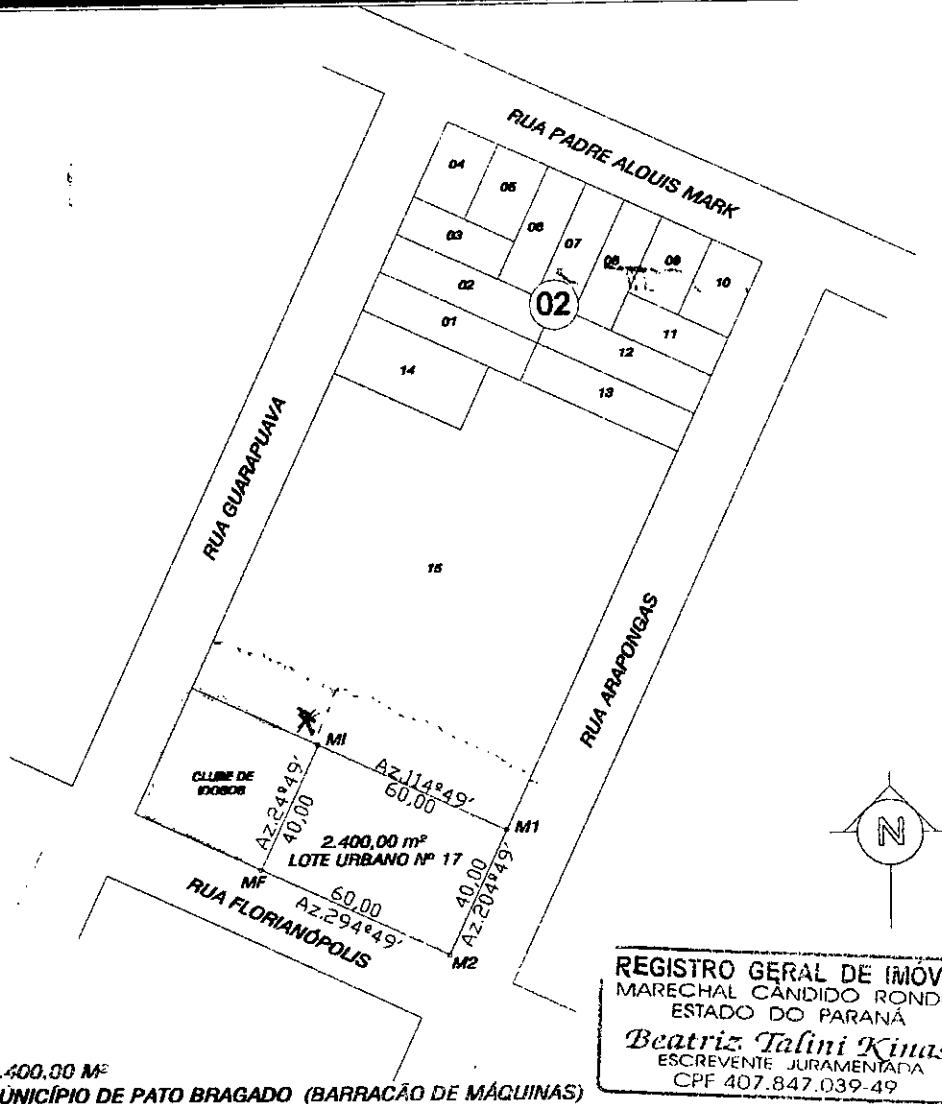 RUA PADRE ALOUIS MARK
04
05
06
07
08
09
10
03
02
01
02
11
12
13
14
RUA GUARAPUAVA
15
RUA ARAPONGAS
MI
CLUBE DE
IDOSOS
Az.24°49'
40,00
Az.114°49'
60,00
M1
2.400,00 m²
LOTE URBANO Nº 17
40,00
Az.204°49'
MF
60,00
Az.294°49'
M2
RUA FLORIANÓPOLIS
N
REGISTRO GERAL DE IMÓV
MARECHAL CÂNDIDO ROND
ESTADO DO PARANÁ
Beatriz Talini Kinas
ESCREVENTE JURAMENTADA
CPF 407.847.039-49
.400,00 M²
UNICÍPIO DE PATO BRAGADO (BARRACÃO DE MÁQUINAS)